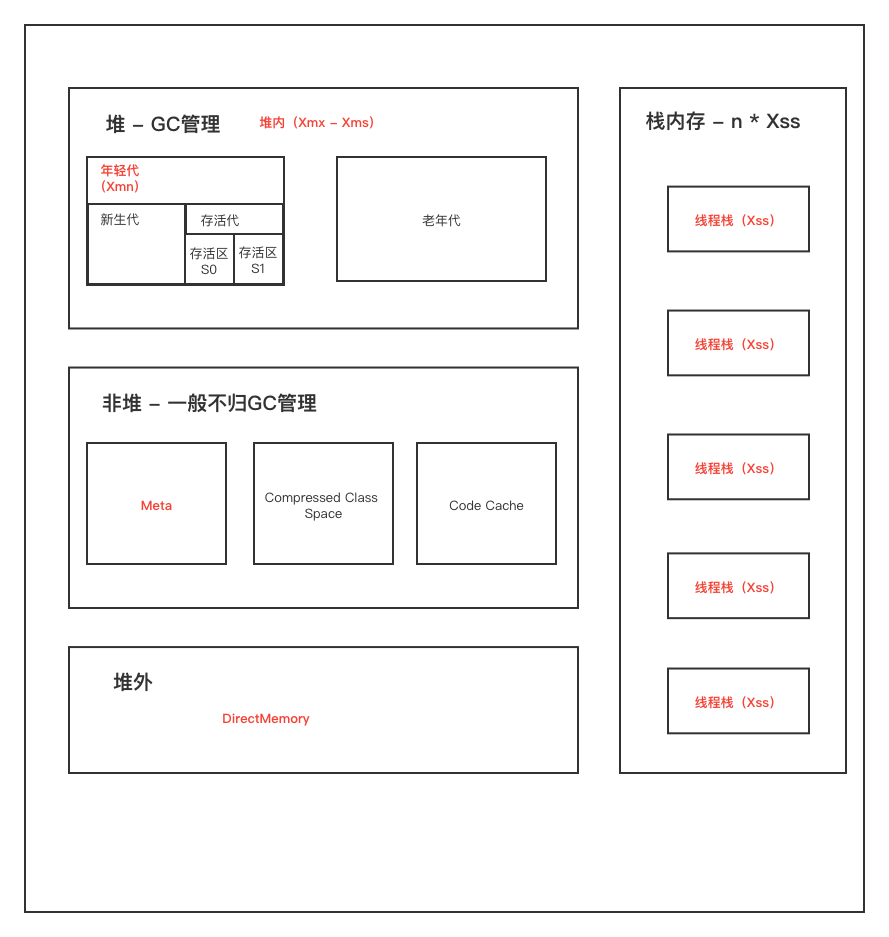 堆 – GC管理
堆内（Xmx – Xms）
年轻代
(Xmn)
新生代
存活代
存活区
S0
存活区
S1
老年代
非堆 – 一般不归GC管理
Meta
Compressed Class
Space
Code Cache
堆外
DirectMemory
栈内存 – n * Xss
线程栈（Xss）
线程栈（Xss）
线程栈（Xss）
线程栈（Xss）
线程栈（Xss）